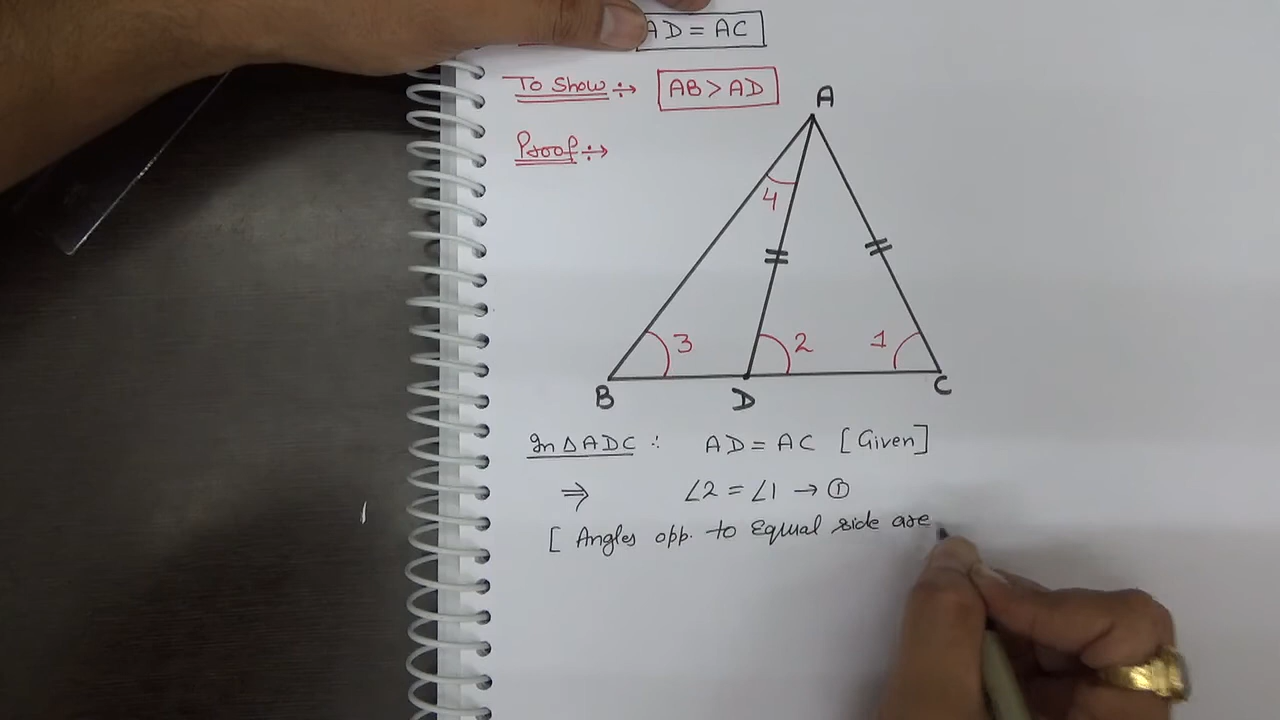 AD = AC
To Show ÷→ AB > AD
Proof ÷→
A
4
3
2
1
B
D
C
In △ADC : AD = AC [Given]
⇒ ∠2 = ∠1 → ①
[ Angles opp. to Equal side are